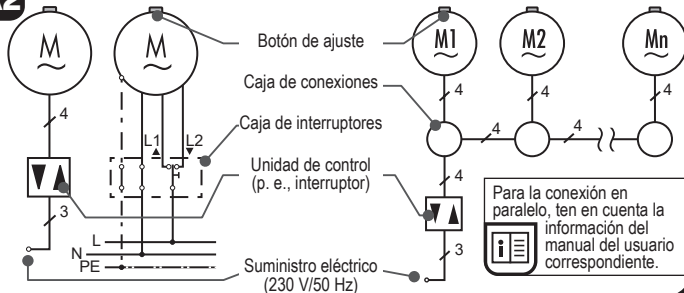 A2
M
M
M1
M2
Mn
Botón de ajuste
Caja de conexiones
Caja de interruptores
Unidad de control
(p. e., interruptor)
Suministro eléctrico
(230 V/50 Hz)
4
L1
L2
3
L
N
PE
4
4
4
4
4
4
3
Para la conexión en
paralelo, ten en cuenta la
información del
manual del usuario
correspondiente.
i